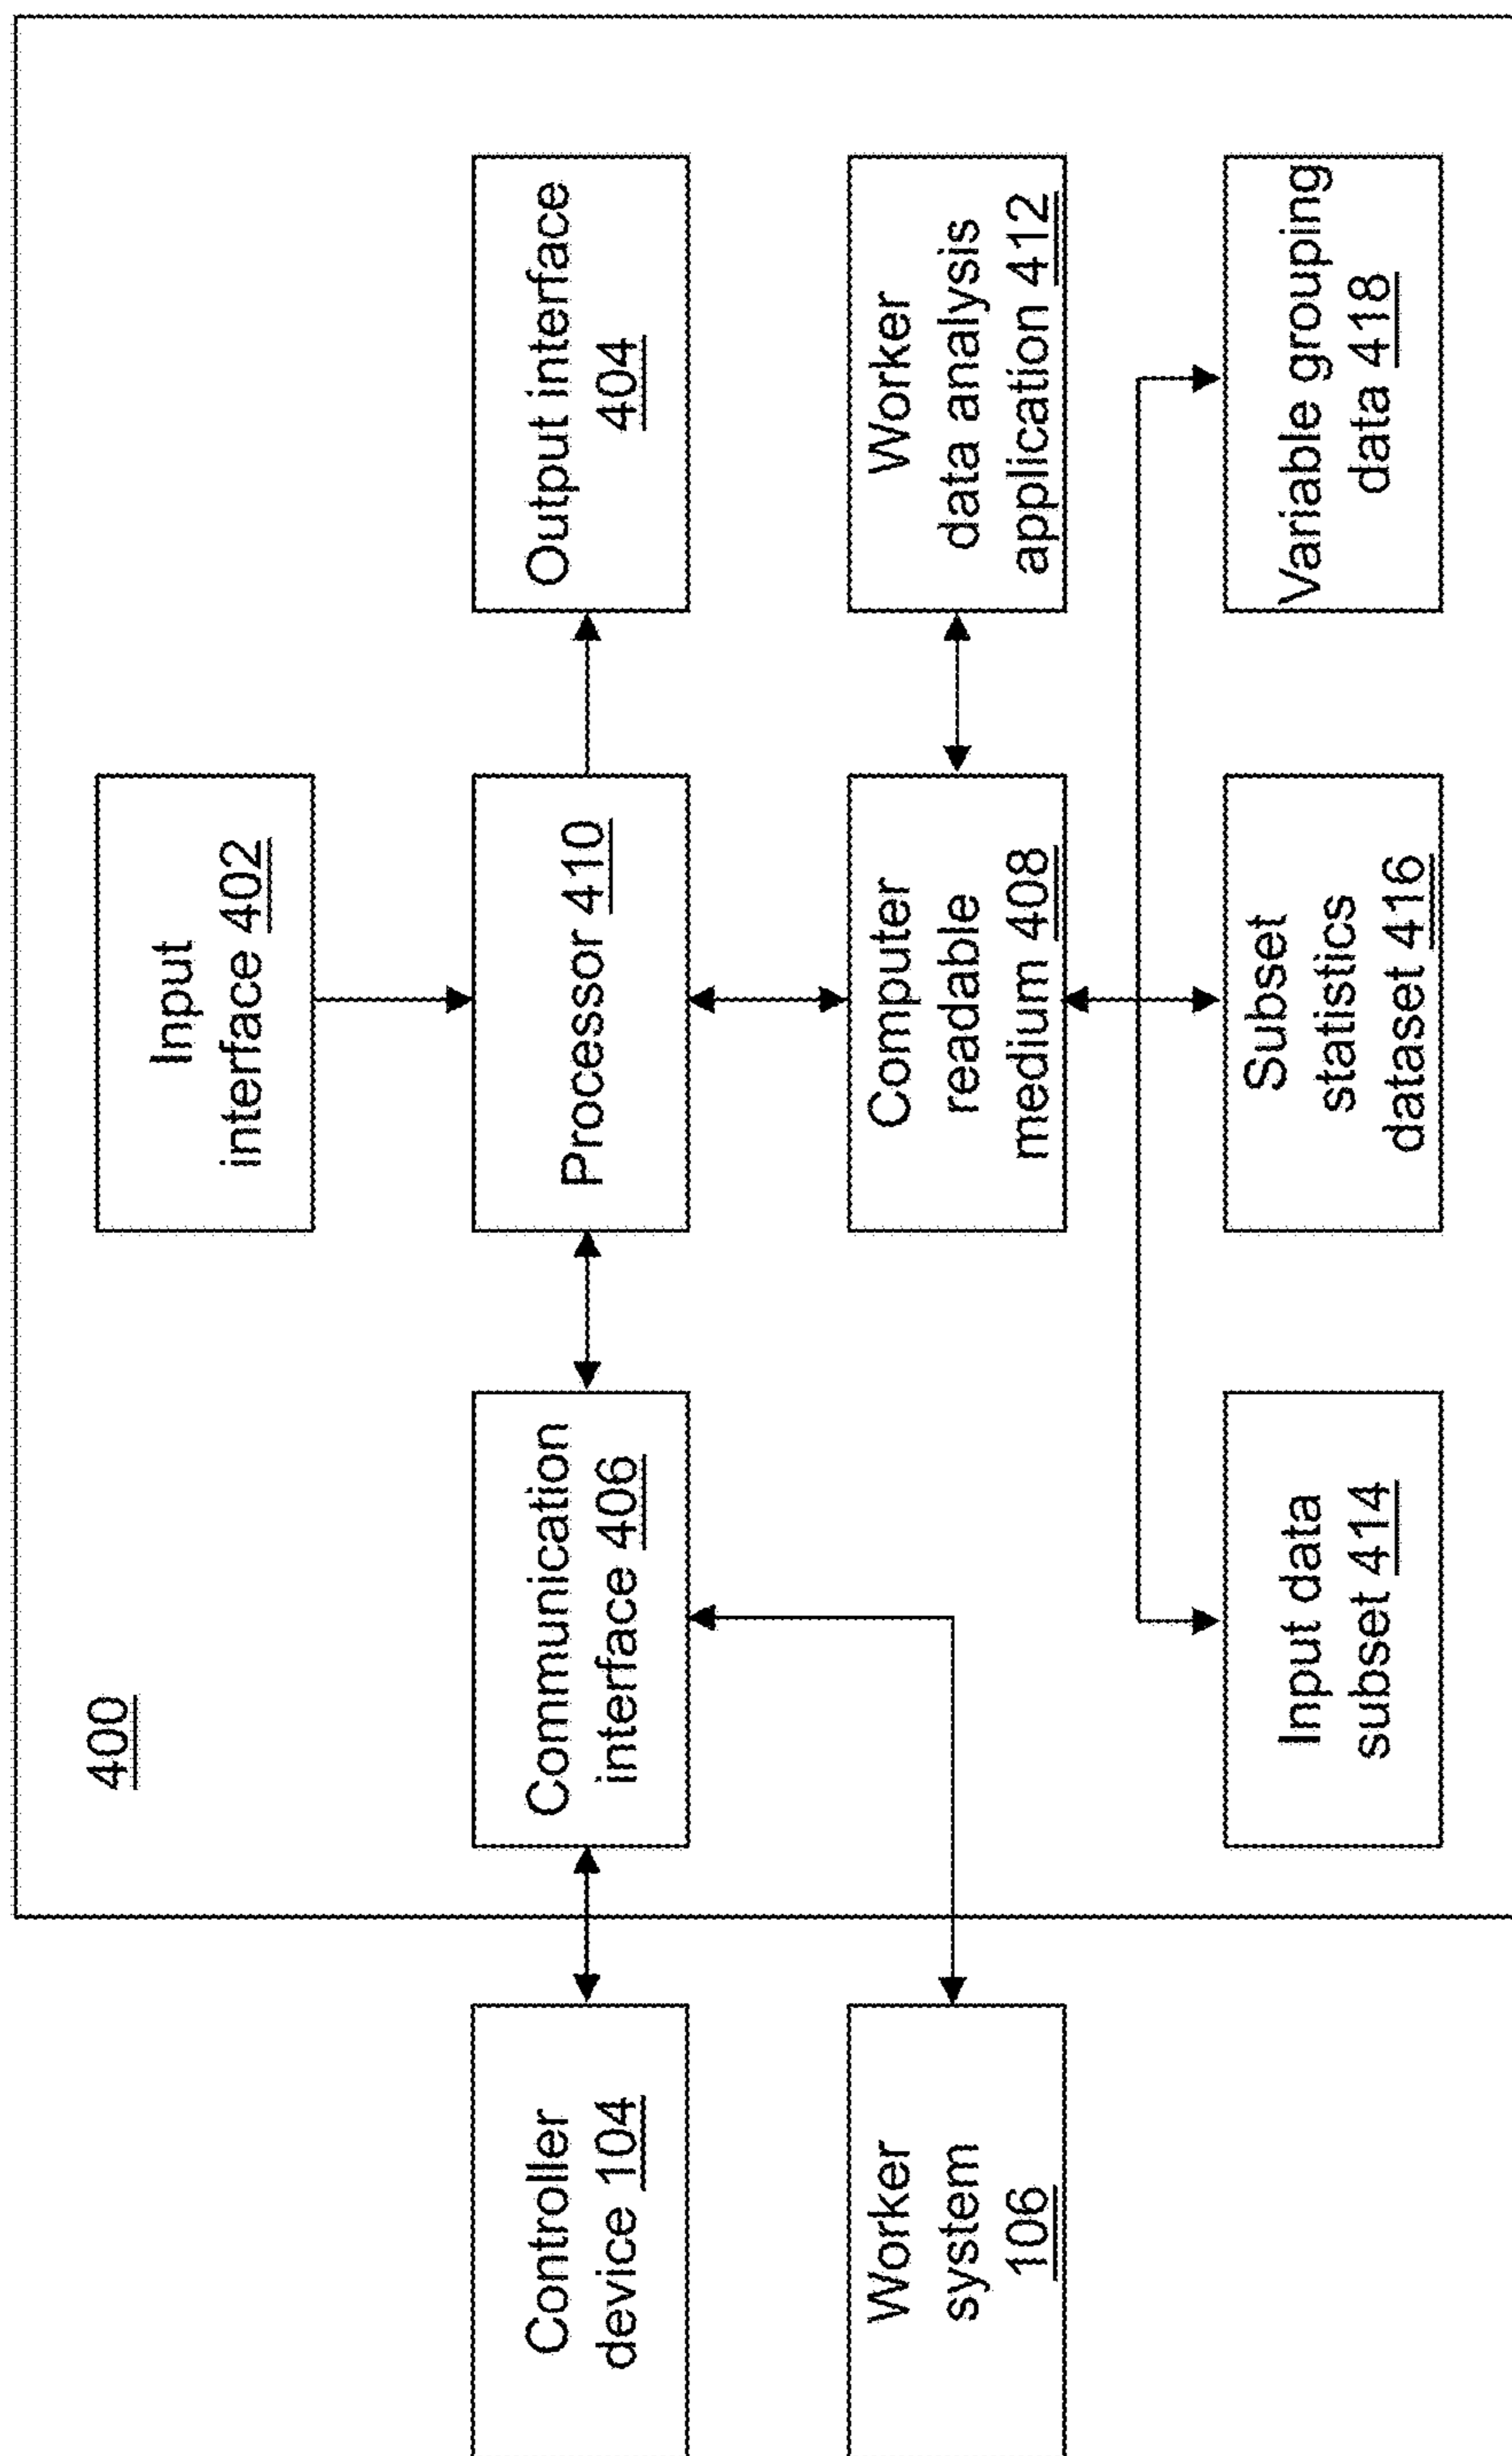 400
Input
interface 402
Controller
device 104
Communication
interface 406
Processor 410
Output interface
404
Worker
system
106
Computer
readable
medium 408
Worker
data analysis
application 412
Input data
subset 414
Subset
statistics
dataset 416
Variable grouping
data 418